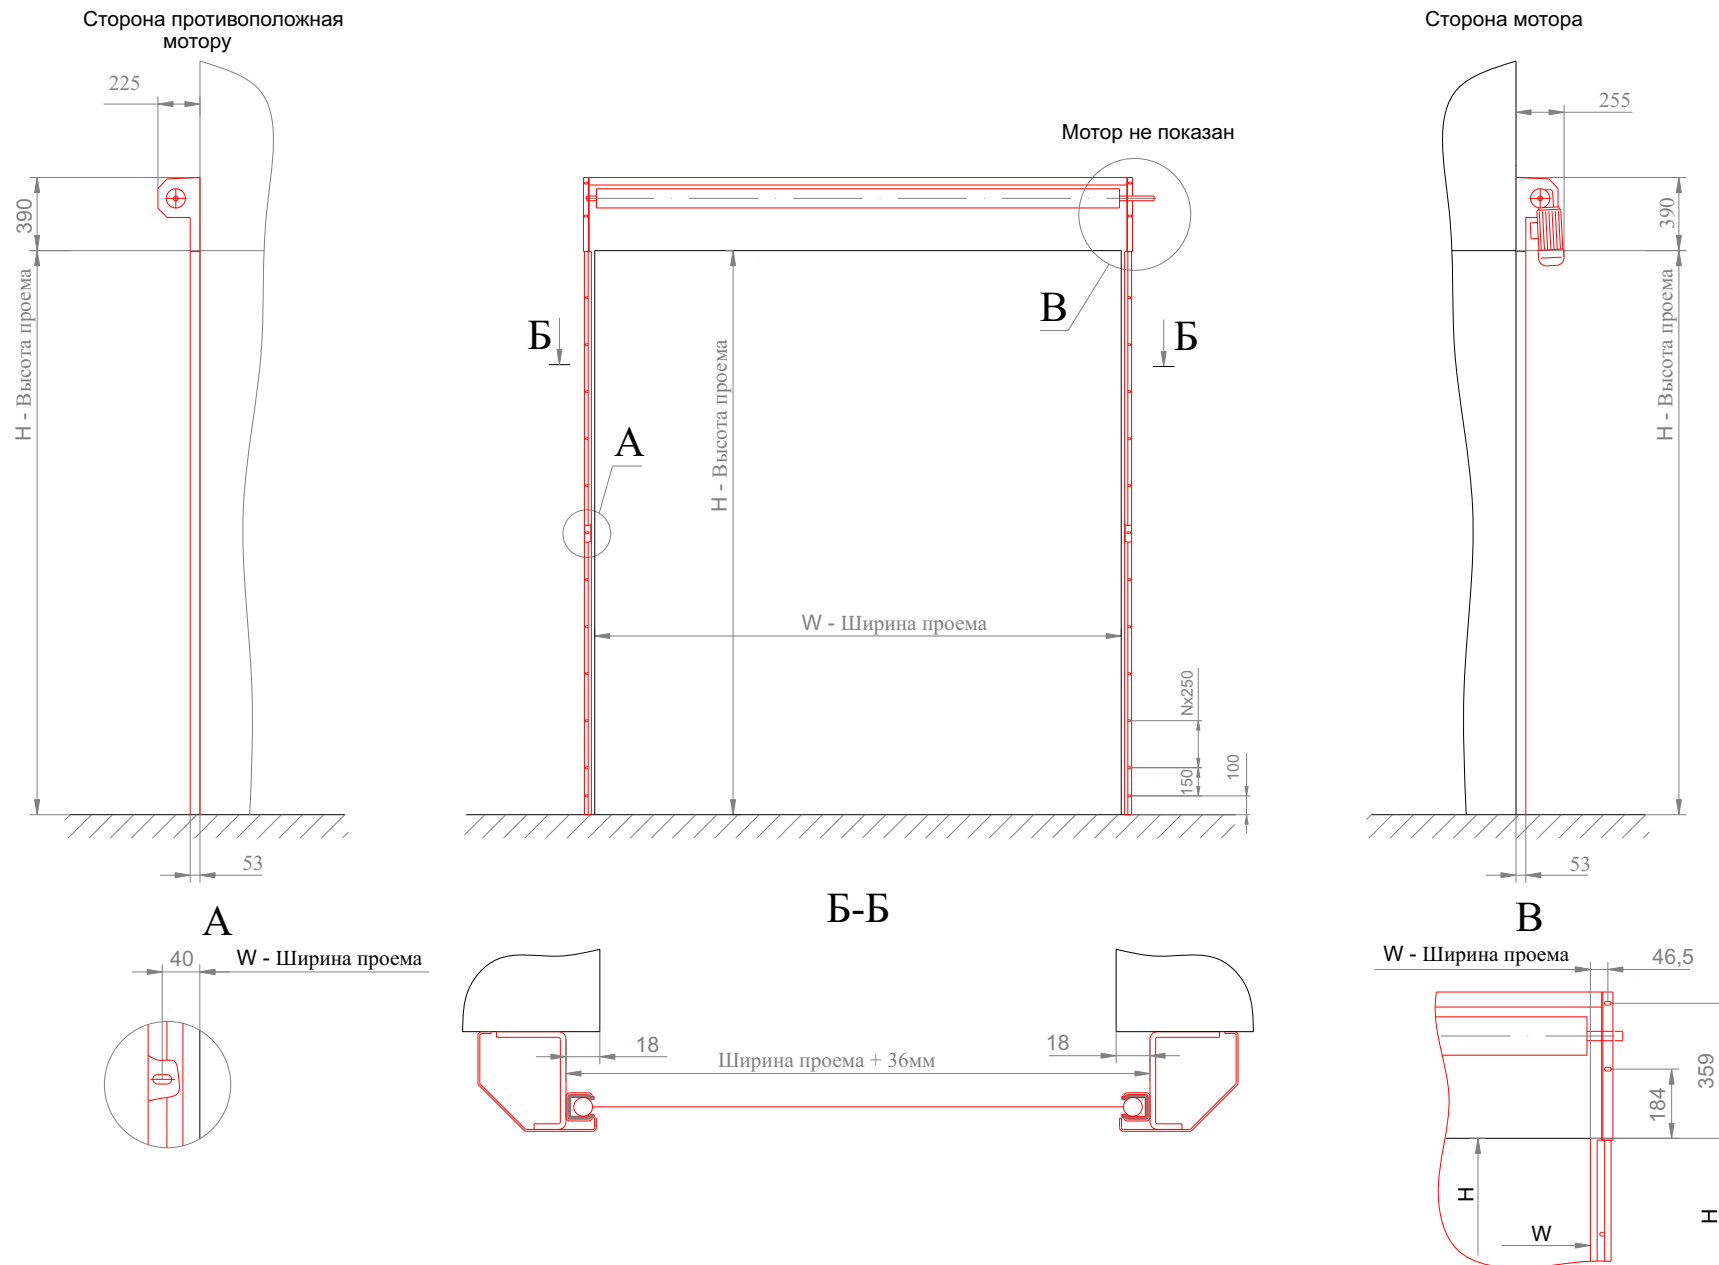 Сторона противоположная
мотору
Сторона мотора
225
255
Мотор не показан
390
390
H - Высота проема
H - Высота проема
H - Высота проема
Б
Б
В
А
W - Ширина проема
Nx250
150
100
53
53
А
Б-Б
В
40
W - Ширина проема
18
Ширина проема + 36мм
18
W - Ширина проема
46,5
359
184
H
W
H